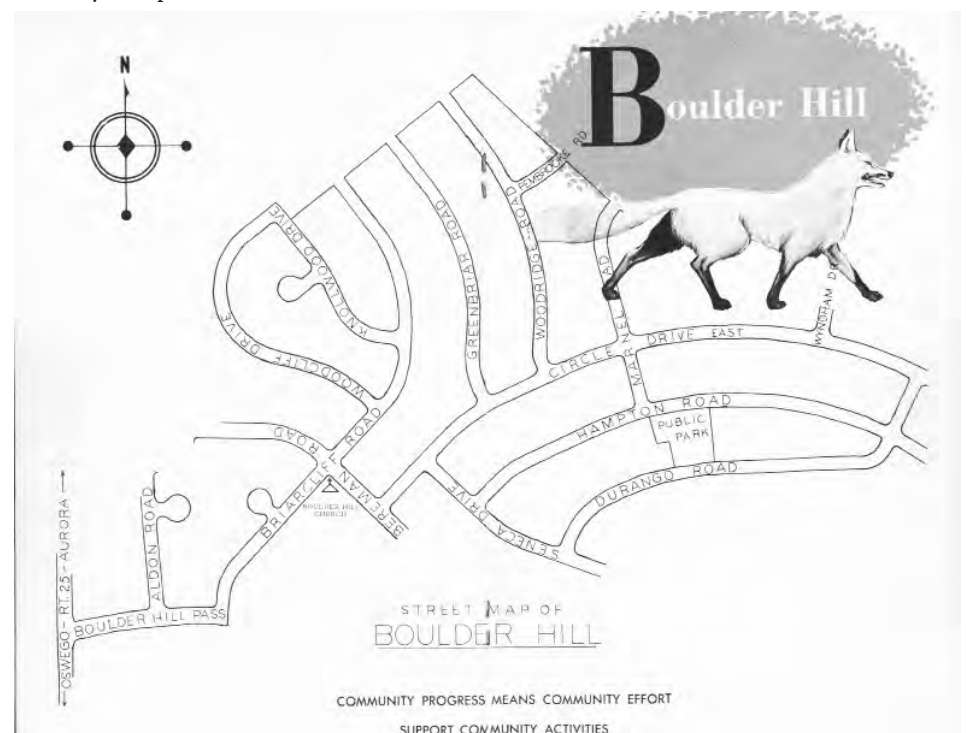 N
Boulder Hill
PEMBROOKE RD
KNOLLWOOD DRIVE
GREENBRIAR ROAD
WOODRIDGE ROAD
WOODCLIFF DRIVE
CIRCLE DRIVE EAST
MARNEL ROAD
WYNDHAM DR
HAMPTON ROAD
PUBLIC
PARK
DURANGO ROAD
SENECA DRIVE
BEREMAN ROAD
BRIARCLIFF ROAD
BOULDER HILL
CHURCH
ALDON ROAD
BOULDER HILL PASS
OSWEGO - RT. 25 - AURORA
STREET MAP OF
BOULDER HILL
COMMUNITY PROGRESS MEANS COMMUNITY EFFORT
SUPPORT COMMUNITY ACTIVITIES